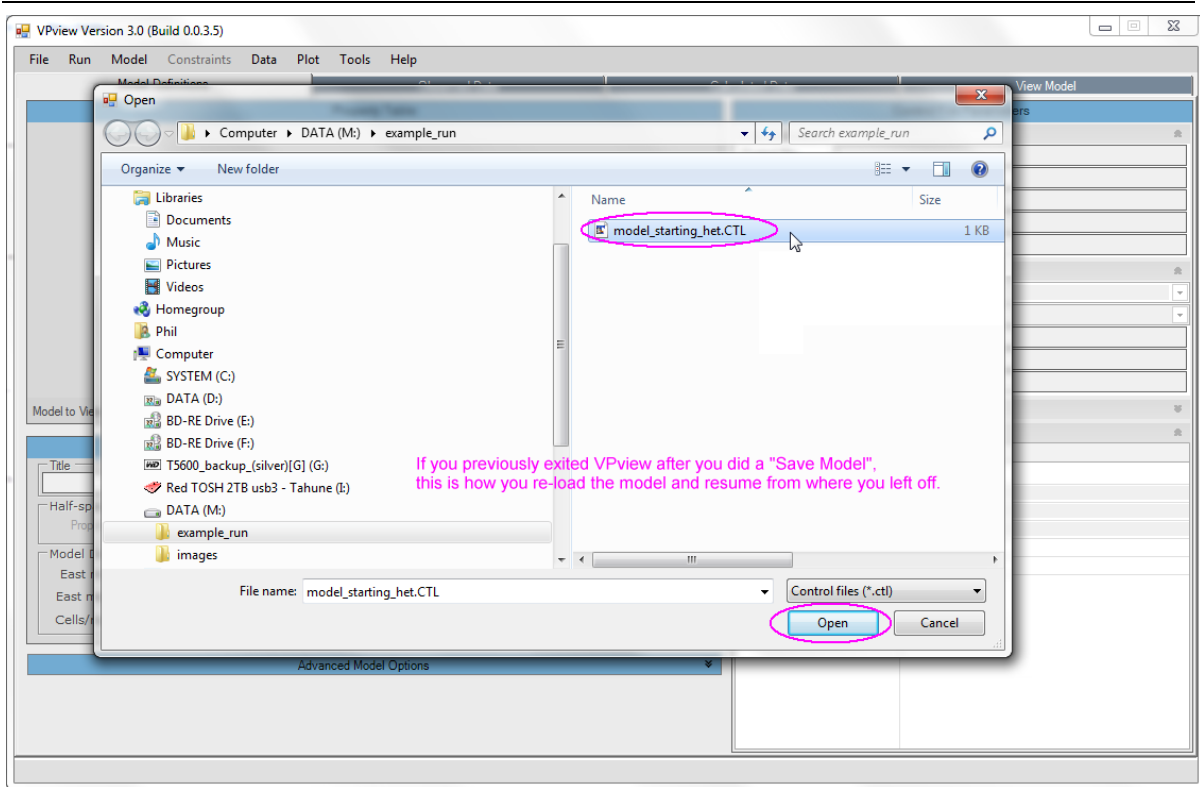 VPview Version 3.0 (Build 0.0.3.5)
File Run Model Constraints Data Plot Tools Help
Model Definitions
View Model
Open
Computer DATA (M:) example_run
Search example_run
Organize New folder
Libraries
Documents
Music
Pictures
Videos
Homegroup
Phil
Computer
SYSTEM (C:)
DATA (D:)
BD-RE Drive (E:)
BD-RE Drive (F:)
T5600_backup_(silver)[G] (G:)
Red TOSH 2TB usb3 - Tahune (I:)
DATA (M:)
example_run
images
Name Size
model_starting_het.CTL 1 KB
If you previously exited VPview after you did a "Save Model",
this is how you re-load the model and resume from where you left off.
File name: model_starting_het.CTL Control files (*.ctl)
Open Cancel
Model to Vie
Title
Half-sp
Prop
Model D
East m
East m
Cells/
Advanced Model Options